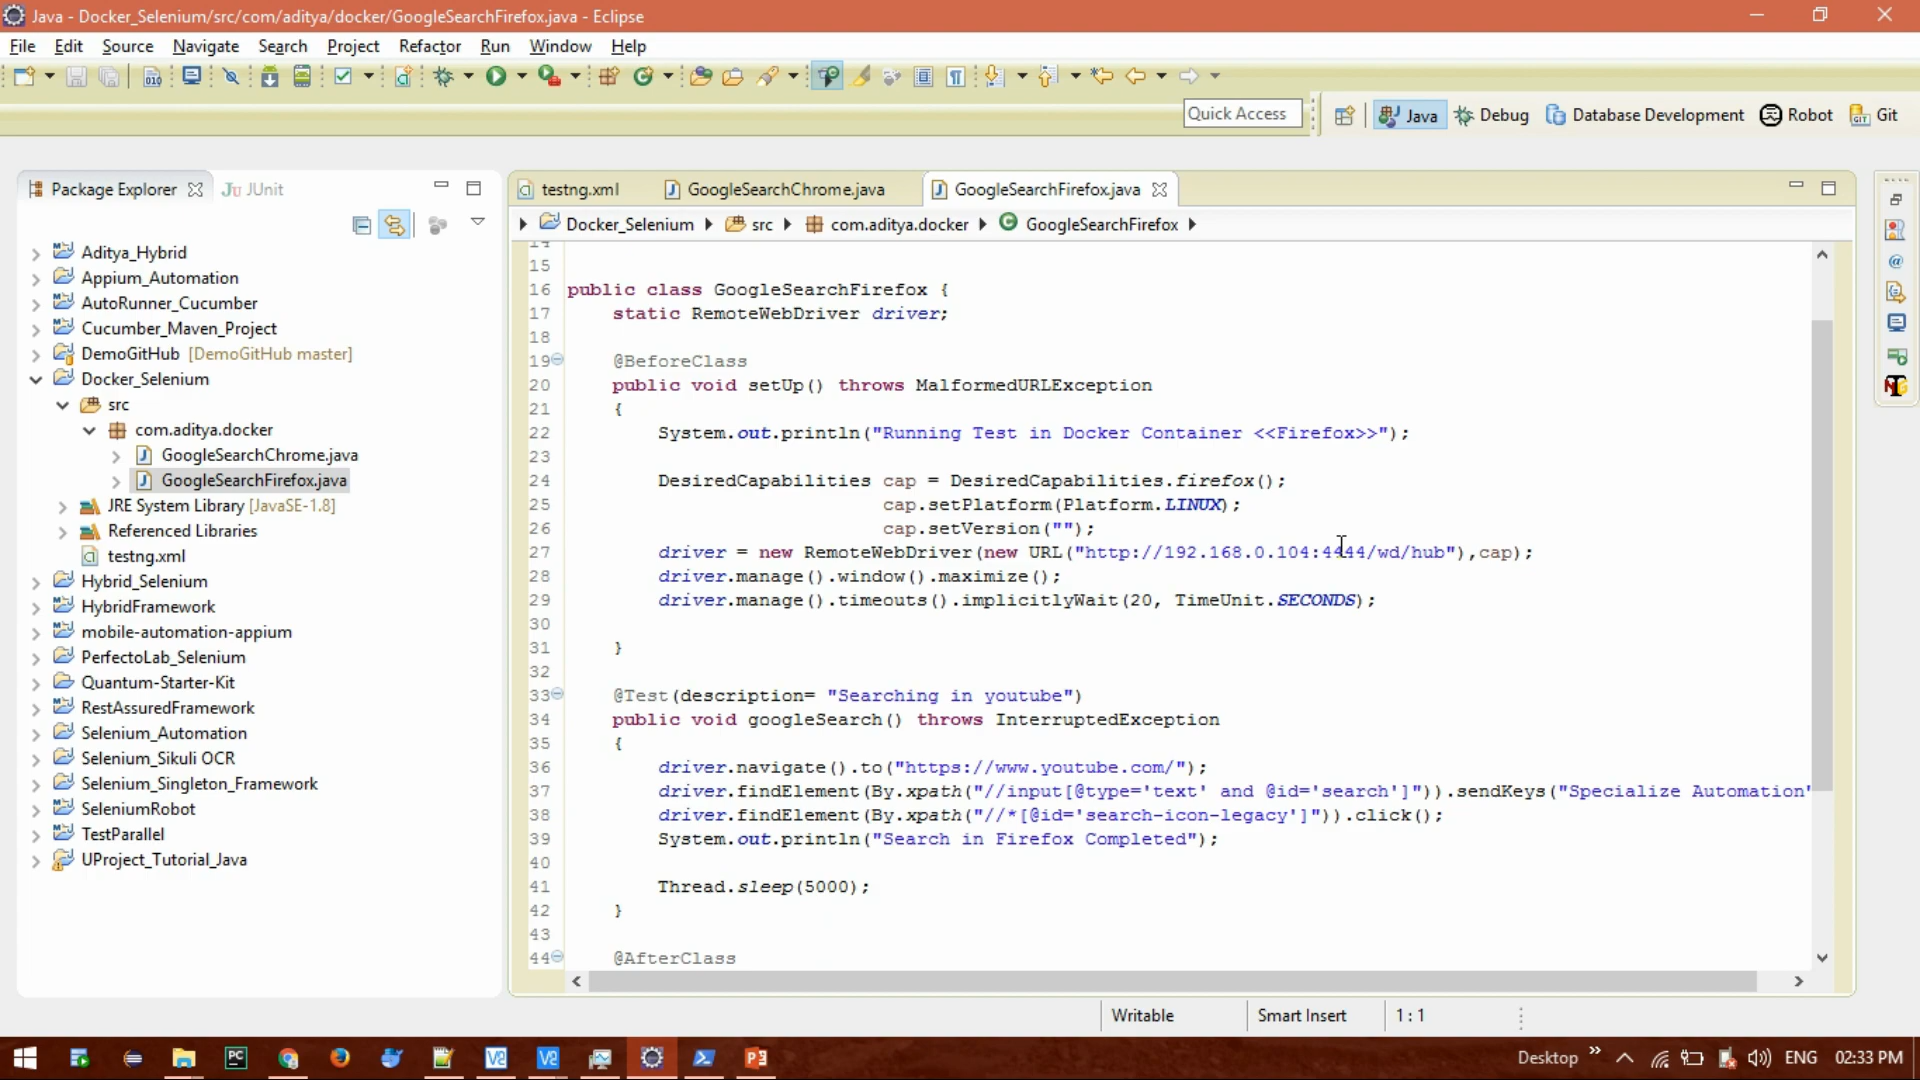 Java - Docker_Selenium/src/com/aditya/docker/GoogleSearchFirefox.java - Eclipse
File Edit Source Navigate Search Project Refactor Run Window Help
Quick Access
Java
Debug
Database Development
Robot
Git
Package Explorer
JUnit
testng.xml
GoogleSearchChrome.java
GoogleSearchFirefox.java
Docker_Selenium
src
com.aditya.docker
GoogleSearchFirefox
Aditya_Hybrid
Appium_Automation
AutoRunner_Cucumber
Cucumber_Maven_Project
DemoGitHub [DemoGitHub master]
Docker_Selenium
src
com.aditya.docker
GoogleSearchChrome.java
GoogleSearchFirefox.java
JRE System Library [JavaSE-1.8]
Referenced Libraries
testng.xml
Hybrid_Selenium
HybridFramework
mobile-automation-appium
PerfectoLab_Selenium
Quantum-Starter-Kit
RestAssuredFramework
Selenium_Automation
Selenium_Sikuli OCR
Selenium_Singleton_Framework
SeleniumRobot
TestParallel
UProject_Tutorial_Java
14
15
16 public class GoogleSearchFirefox {
17 static RemoteWebDriver driver;
18
19 @BeforeClass
20 public void setUp() throws MalformedURLException
21 {
22 System.out.println("Running Test in Docker Container <<Firefox>>");
23
24 DesiredCapabilities cap = DesiredCapabilities.firefox();
25 cap.setPlatform(Platform.LINUX);
26 cap.setVersion("");
27 driver = new RemoteWebDriver(new URL("http://192.168.0.104:4444/wd/hub"),cap);
28 driver.manage().window().maximize();
29 driver.manage().timeouts().implicitlyWait(20, TimeUnit.SECONDS);
30
31 }
32
33 @Test(description= "Searching in youtube")
34 public void googleSearch() throws InterruptedException
35 {
36 driver.navigate().to("https://www.youtube.com/");
37 driver.findElement(By.xpath("//input[@type='text' and @id='search']")).sendKeys("Specialize Automation"
38 driver.findElement(By.xpath("//*[@id='search-icon-legacy']")).click();
39 System.out.println("Search in Firefox Completed");
40
41 Thread.sleep(5000);
42 }
43
44 @AfterClass
Writable
Smart Insert
1 : 1
Desktop
ENG
02:33 PM